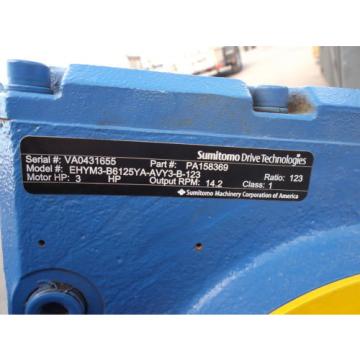 Sumitomo Drive Technologies
Serial #: VA0431655 Part #: PA158369
Model #: EHYM3-B6125YA-AVY3-B-123 Ratio: 123
Motor HP: 3 HP Output RPM: 14.2 Class: 1
Sumitomo Machinery Corporation of America